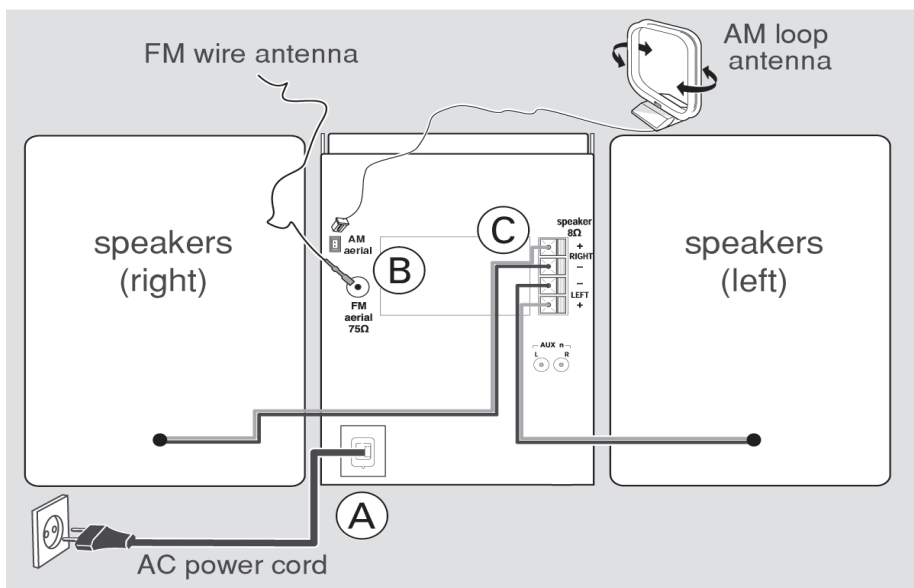 FM wire antenna
AM loop
antenna
speakers
(right)
AM
aerial
B
FM
aerial
75Ω
C
speaker
8Ω
+
RIGHT
–
–
LEFT
+
AUX n
L R
speakers
(left)
A
AC power cord